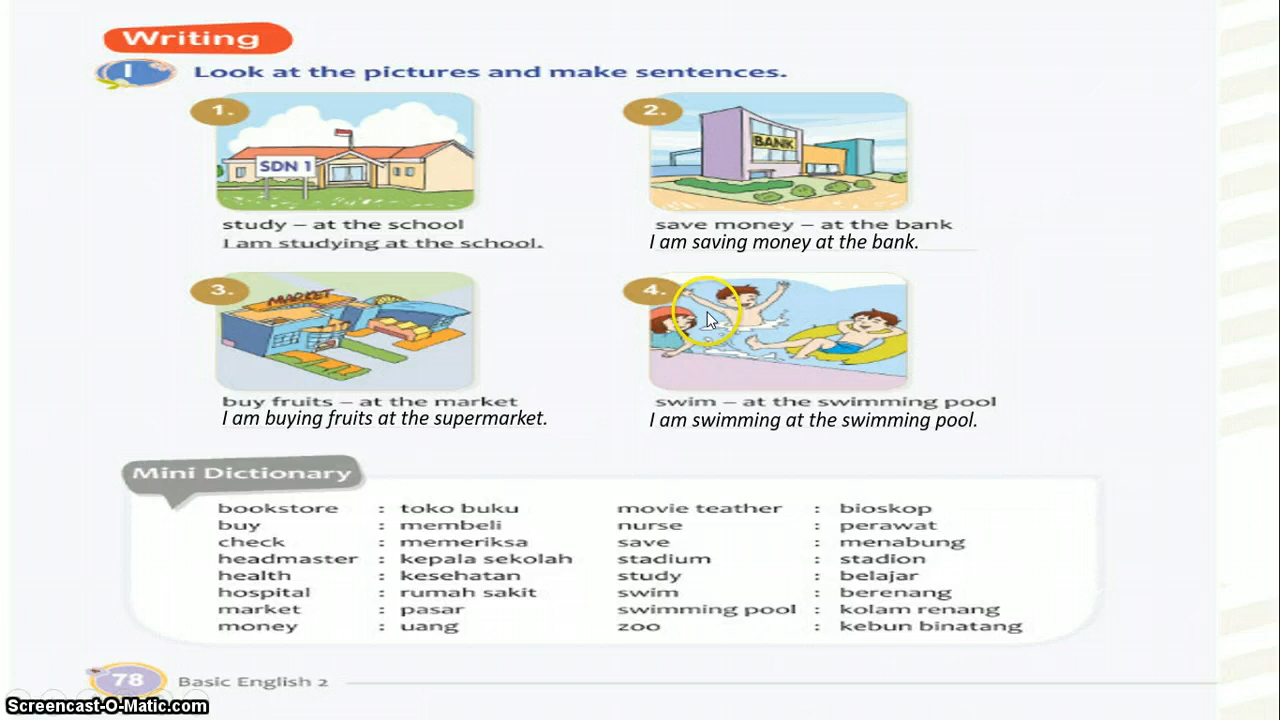 Writing
1 Look at the pictures and make sentences.
1.
SDN 1
study – at the school
I am studying at the school.
2.
BANK
save money – at the bank
I am saving money at the bank.
3.
MARKET
buy fruits – at the market
I am buying fruits at the supermarket.
4.
swim – at the swimming pool
I am swimming at the swimming pool.
Mini Dictionary
bookstore : toko buku
buy : membeli
check : memeriksa
headmaster : kepala sekolah
health : kesehatan
hospital : rumah sakit
market : pasar
money : uang
movie teather : bioskop
nurse : perawat
save : menabung
stadium : stadion
study : belajar
swim : berenang
swimming pool : kolam renang
zoo : kebun binatang
78 Basic English 2
Screencast-O-Matic.com